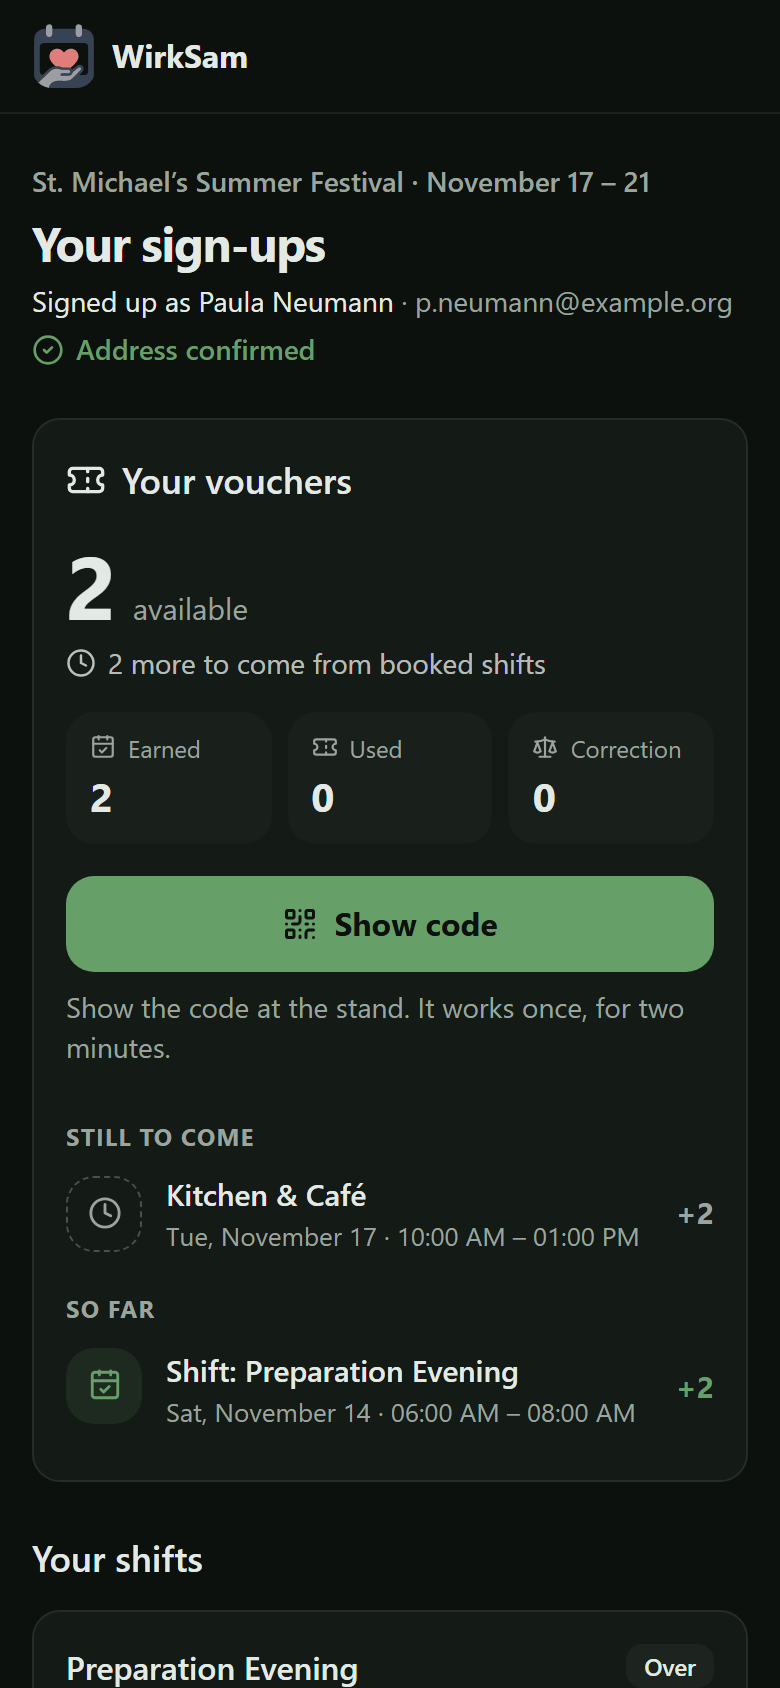 WirkSam
St. Michael’s Summer Festival · November 17 – 21
Your sign-ups
Signed up as Paula Neumann · p.neumann@example.org
Address confirmed
Your vouchers
2 available
2 more to come from booked shifts
Earned
2
Used
0
Correction
0
Show code
Show the code at the stand. It works once, for two
minutes.
STILL TO COME
Kitchen & Café
Tue, November 17 · 10:00 AM – 01:00 PM
+2
SO FAR
Shift: Preparation Evening
Sat, November 14 · 06:00 AM – 08:00 AM
+2
Your shifts
Preparation Evening
Over